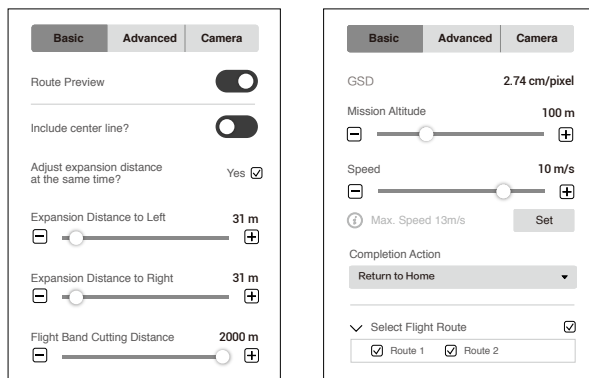 Basic Advanced Camera
Route Preview
Include center line?
Adjust expansion distance
at the same time? Yes
Expansion Distance to Left 31 m
Expansion Distance to Right 31 m
Flight Band Cutting Distance 2000 m
Basic Advanced Camera
GSD 2.74 cm/pixel
Mission Altitude 100 m
Speed 10 m/s
Max. Speed 13m/s Set
Completion Action
Return to Home
Select Flight Route
Route 1 Route 2